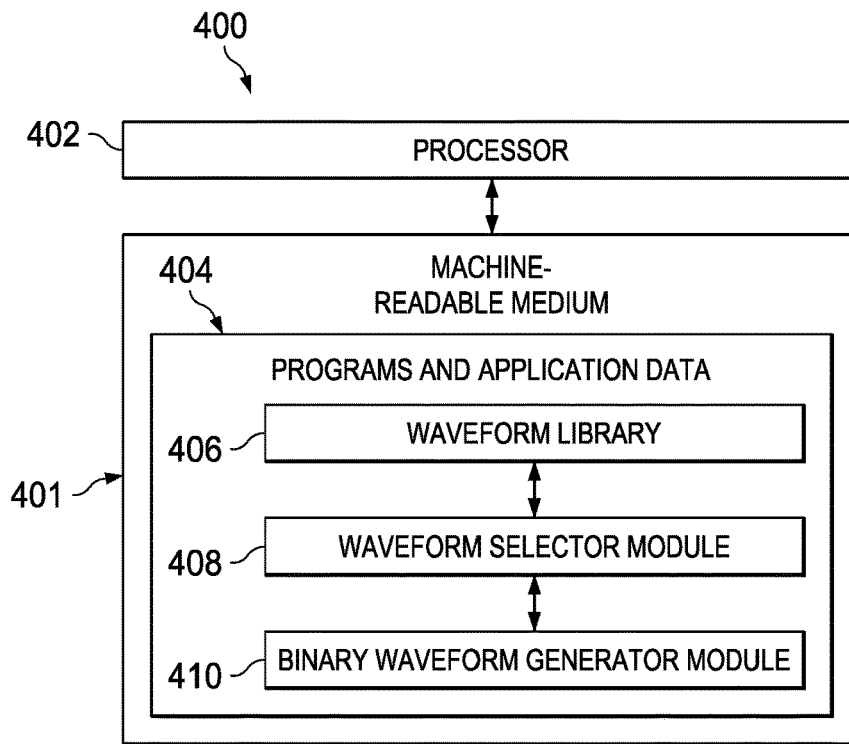 400
402
PROCESSOR
404
MACHINE-
READABLE MEDIUM
PROGRAMS AND APPLICATION DATA
406
WAVEFORM LIBRARY
401
408
WAVEFORM SELECTOR MODULE
410
BINARY WAVEFORM GENERATOR MODULE